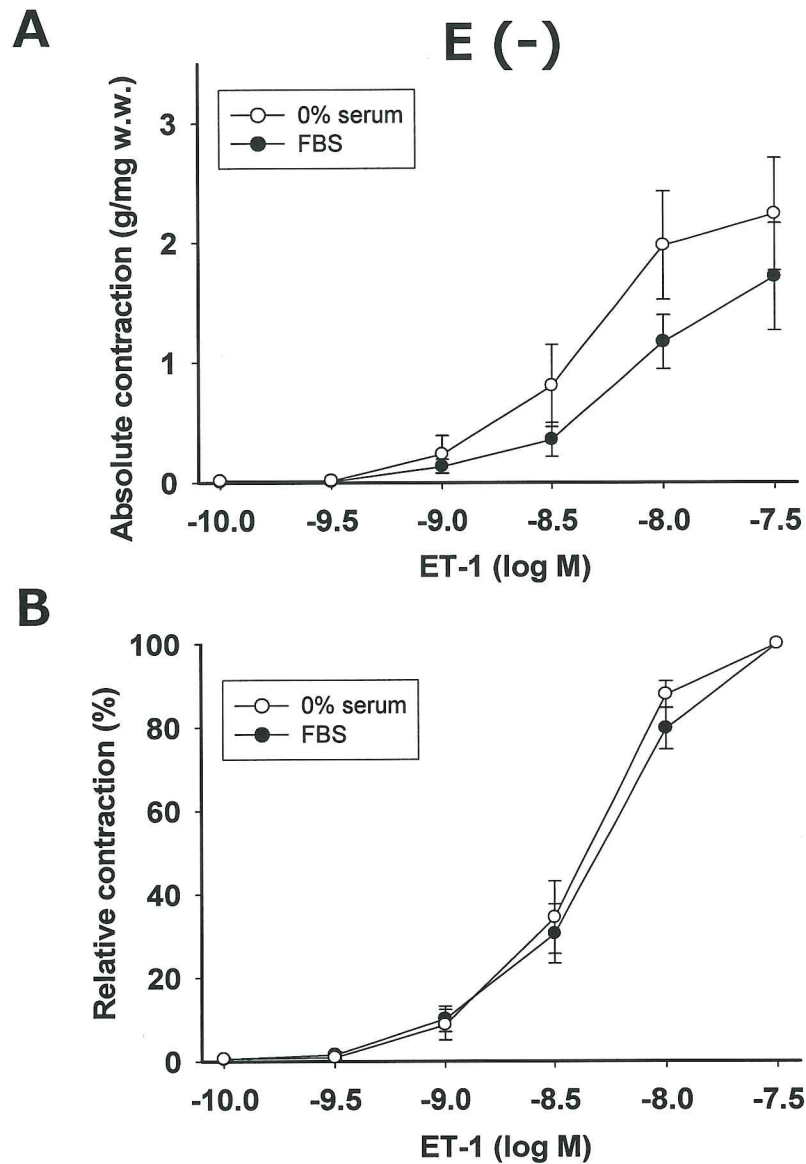 A
E (-)
Absolute contraction (g/mg w.w.)
0% serum
FBS
3
2
1
0
-10.0 -9.5 -9.0 -8.5 -8.0 -7.5
ET-1 (log M)
B
Relative contraction (%)
0% serum
FBS
100
80
60
40
20
0
-10.0 -9.5 -9.0 -8.5 -8.0 -7.5
ET-1 (log M)